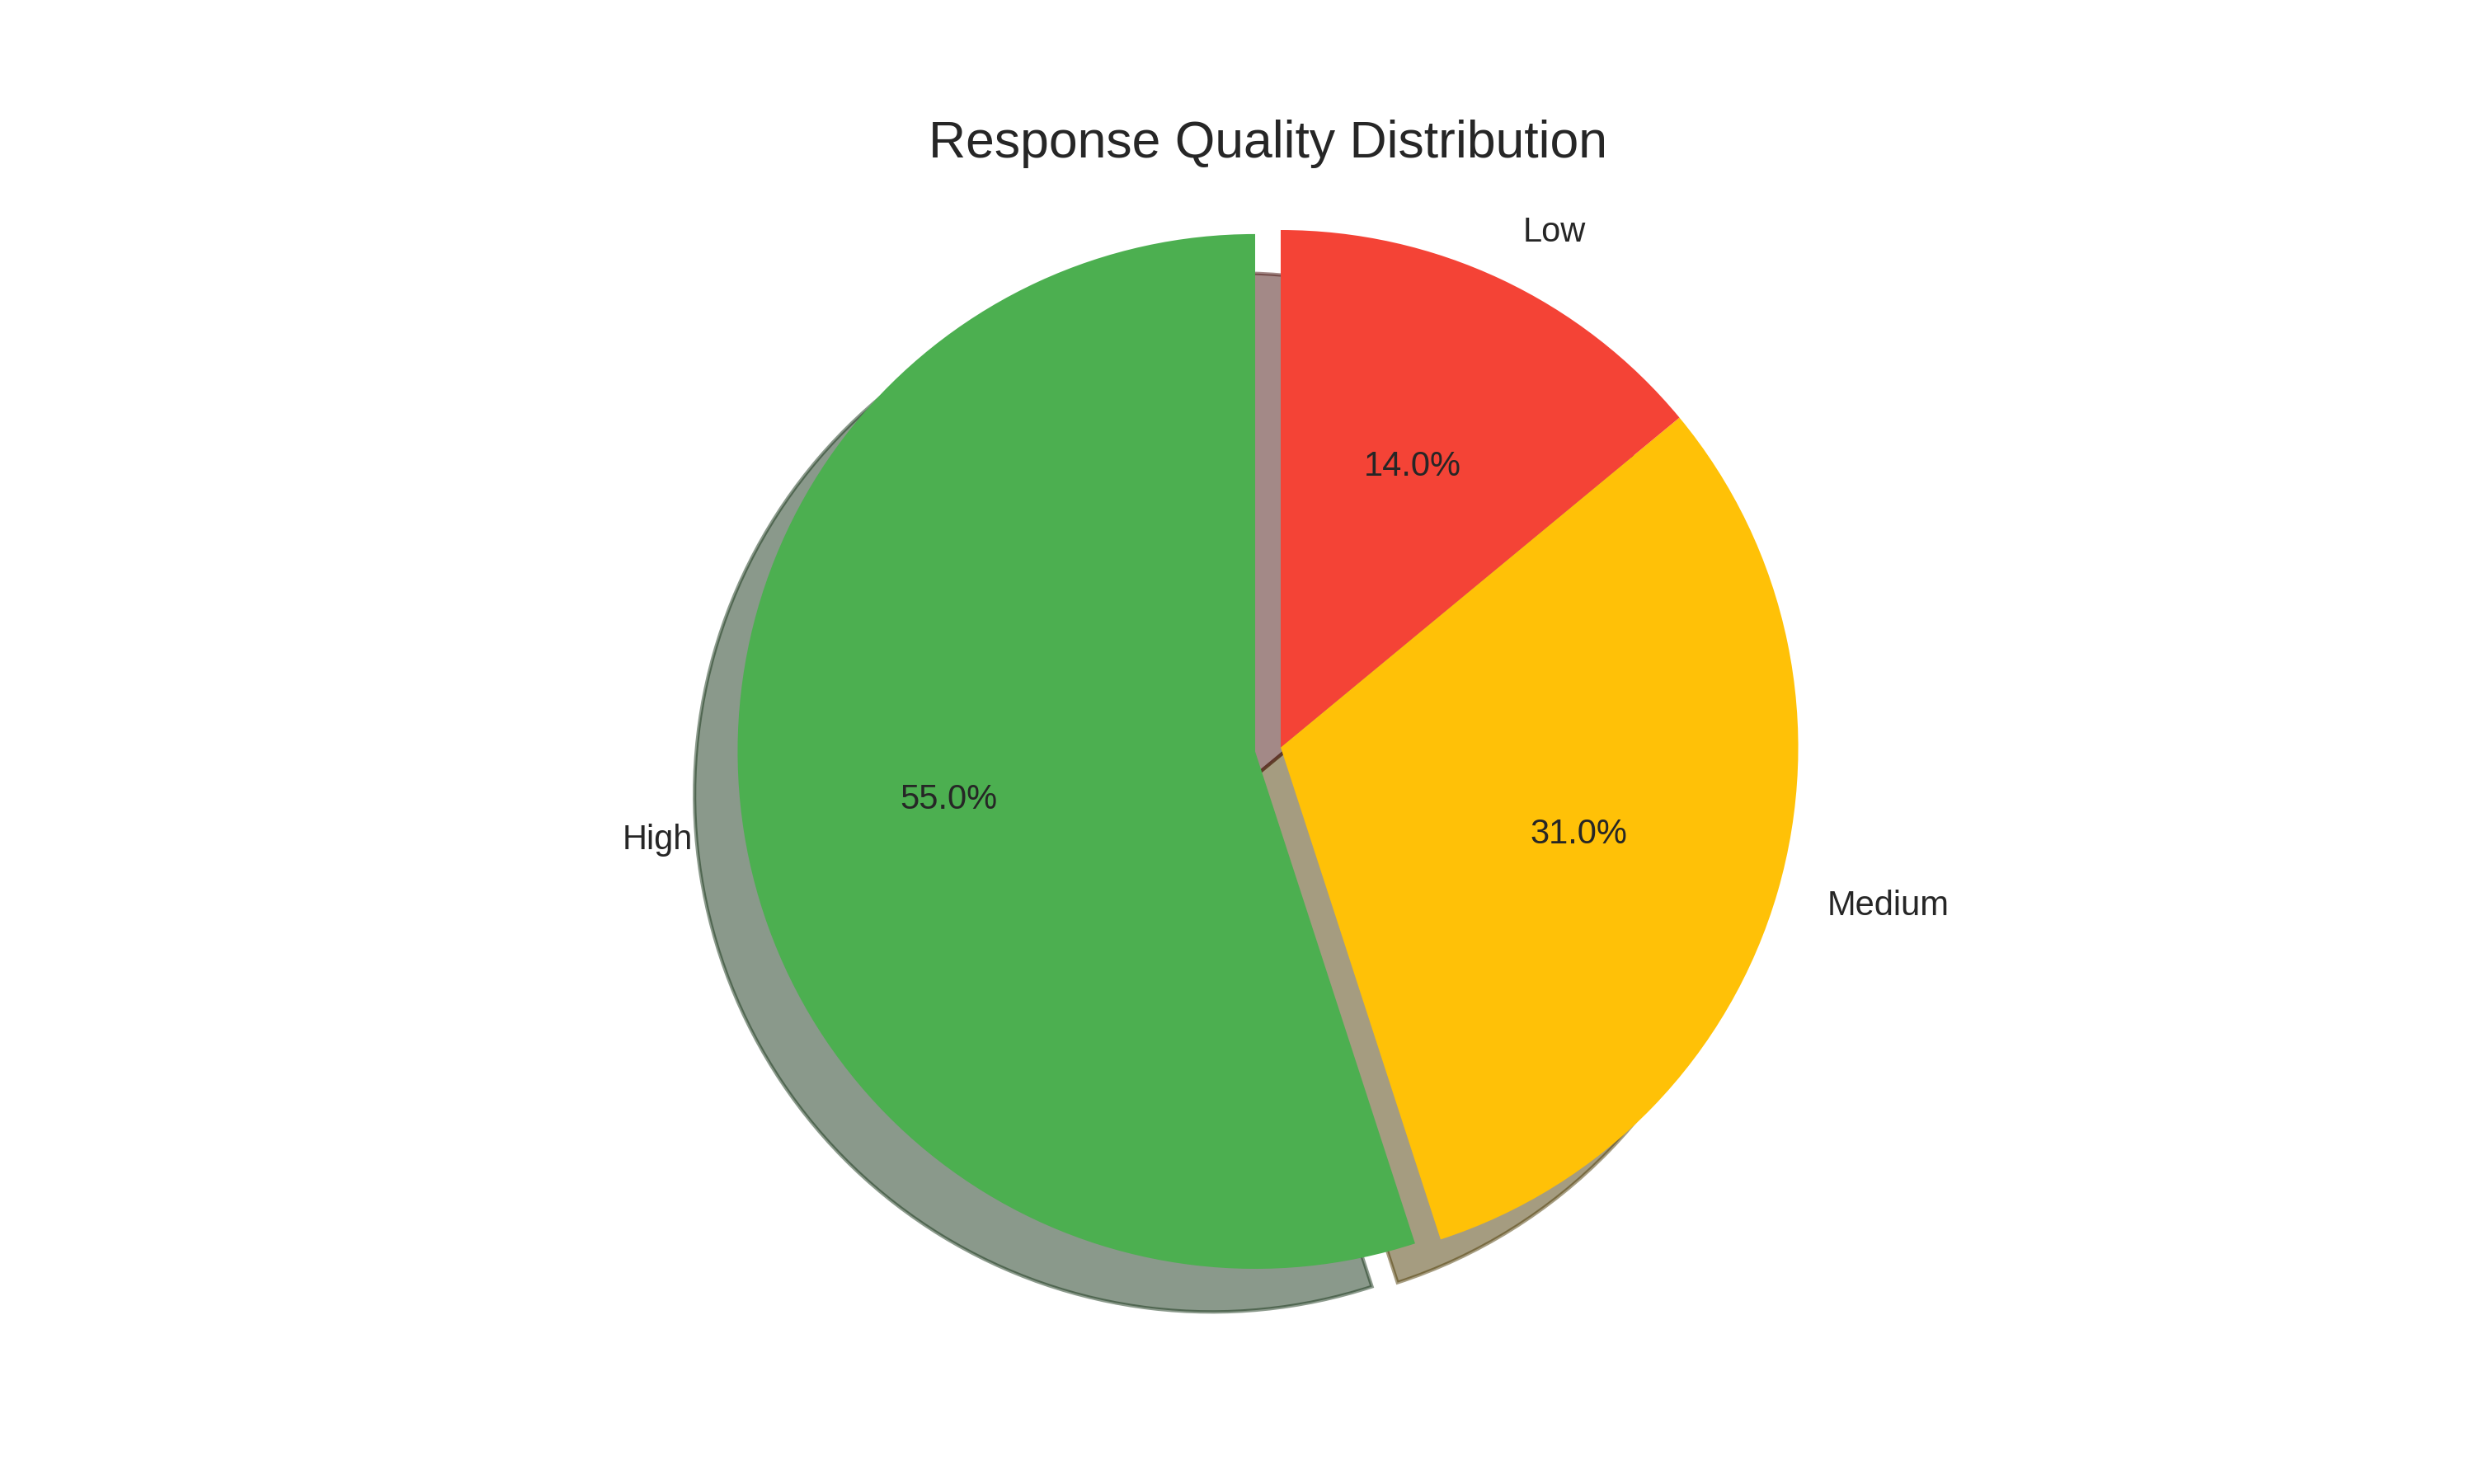 Response Quality Distribution
Low
14.0%
55.0%
31.0%
High
Medium